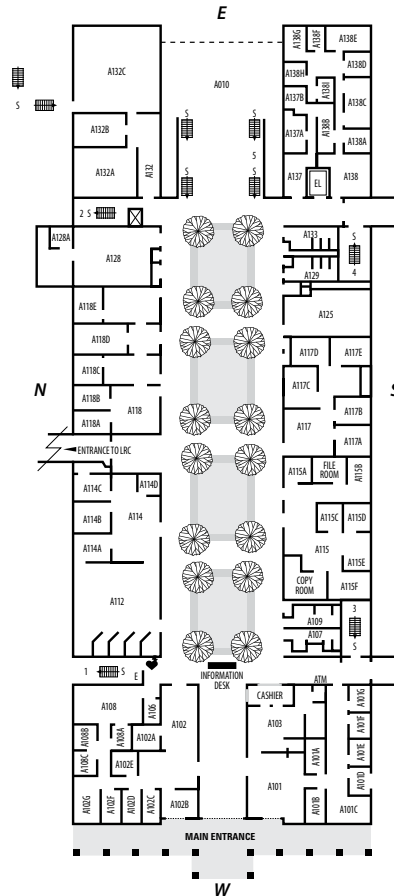 E
A132C
A010
A138G
A138F
A138E
A138D
A138H
A138I
A137B
A138C
A138B
S
A132B
S
S
A137A
A138A
5
A132A
A132
A137
EL
A138
2 S
A128A
A128
A133
S
4
A129
A118E
A125
A118D
A117D
A117E
A118C
A117C
N
A118B
A118
A117B
S
A118A
A117
A117A
ENTRANCE TO LRC
A115A
FILE
ROOM
A115B
A114C
A114D
A114B
A114
A115C
A115D
A114A
A115
A115E
COPY
ROOM
A115F
A112
A109
3
A107
S
1
S
E
INFORMATION
DESK
ATM
A108
A106
CASHIER
A101G
A102
A103
A101F
A108B
A108A
A102A
A101E
A108C
A102E
A101A
A101D
A101
A102G
A102F
A102D
A102C
A102B
A101B
A101C
MAIN ENTRANCE
W